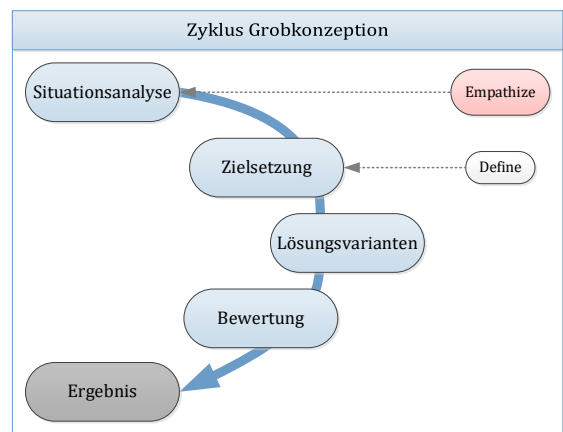 Zyklus Grobkonzeption
Situationsanalyse
Empathize
Zielsetzung
Define
Lösungsvarianten
Bewertung
Ergebnis